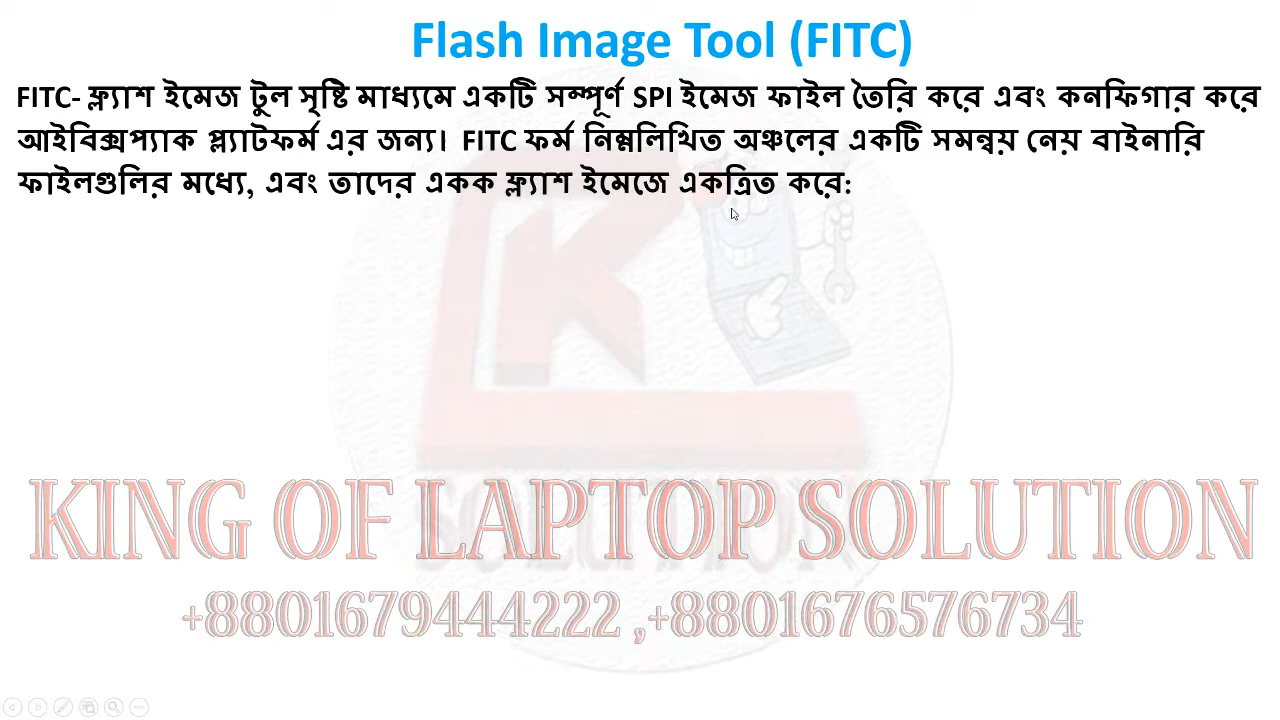 Flash Image Tool (FITC)
FITC- ফ্ল্যাশ ইমেজ টুল সৃষ্টি মাধ্যমে একটি সম্পূর্ণ SPI ইমেজ ফাইল তৈরি করে এবং কনফিগার করে
আইবিক্সপ্যাক প্ল্যাটফর্ম এর জন্য। FITC ফর্ম নিম্নলিখিত অঞ্চলের একটি সমন্বয় নেয় বাইনারি
ফাইলগুলির মধ্যে, এবং তাদের একক ফ্ল্যাশ ইমেজে একত্রিত করে:
KING OF LAPTOP SOLUTION
SOLUTION
+8801679444222 ,+8801676576734